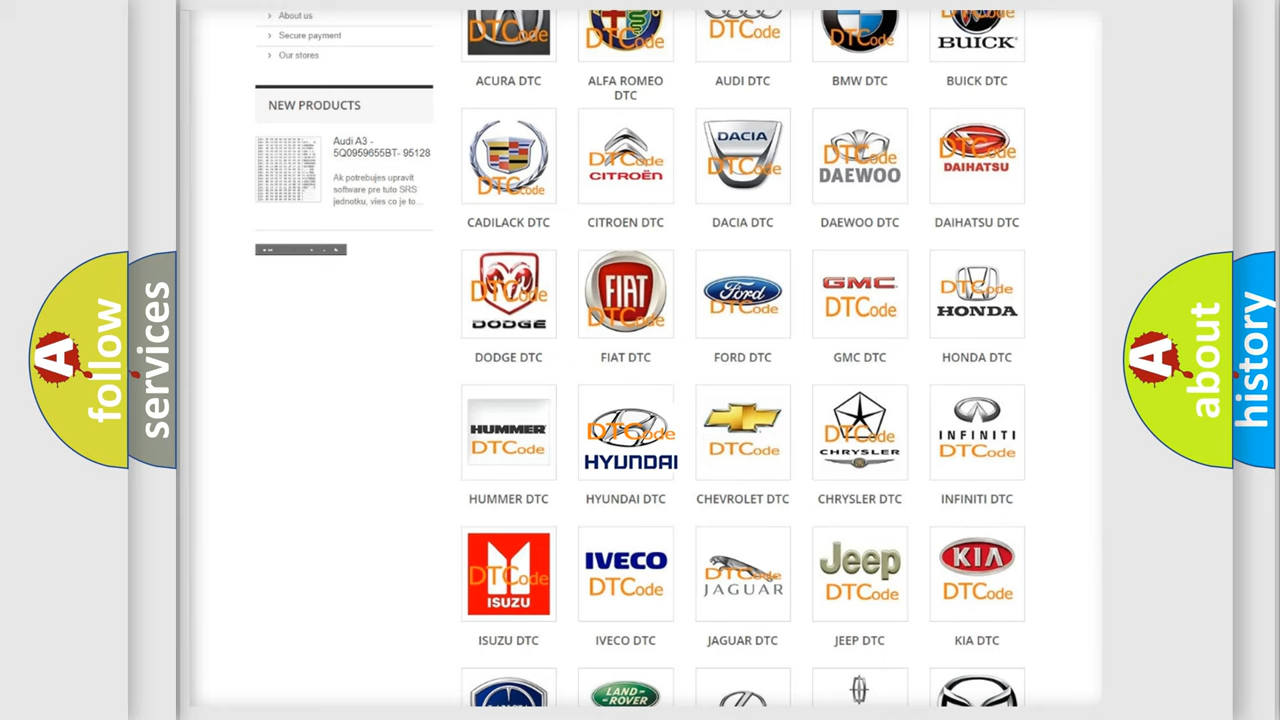 About us
Secure payment
Our stores
NEW PRODUCTS
Audi A3 -
5Q0959655BT- 95128
Ak potrebujes upravit
software pre tuto SRS
jednotku, vies co je to...
DTCode
DTCode
DTCode
DTCode
BUICK
ACURA DTC
ALFA ROMEO
DTC
AUDI DTC
BMW DTC
BUICK DTC
DTCode
DTCode
CITROËN
DACIA
DTCode
DTCode
DAEWOO
DTCode
DAIHATSU
CADILACK DTC
CITROEN DTC
DACIA DTC
DAEWOO DTC
DAIHATSU DTC
DTCode
DODGE
FIAT
DTCode
Ford
DTCode
GMC
DTCode
DTCode
HONDA
DODGE DTC
FIAT DTC
FORD DTC
GMC DTC
HONDA DTC
HUMMER
DTCode
DTCode
HYUNDAI
DTCode
DTCode
CHRYSLER
INFINITI
DTCode
HUMMER DTC
HYUNDAI DTC
CHEVROLET DTC
CHRYSLER DTC
INFINITI DTC
DTCode
ISUZU
IVECO
DTCode
DTCode
JAGUAR
Jeep
DTCode
KIA
DTCode
ISUZU DTC
IVECO DTC
JAGUAR DTC
JEEP DTC
KIA DTC
LAND-
ROVER
A
follow
services
A
about
history